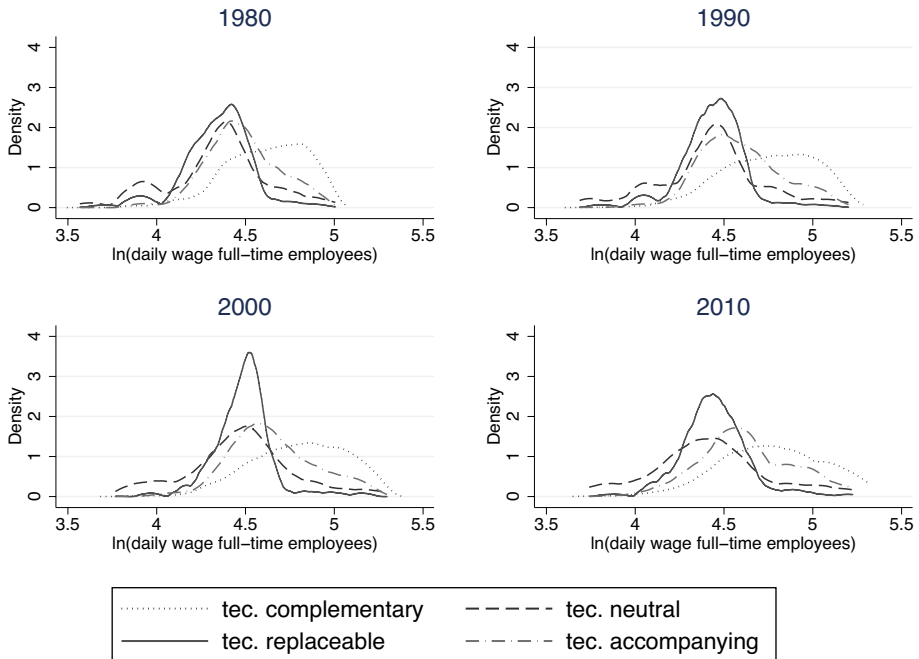 1980
Density
4
3
2
1
0
3.5 4 4.5 5 5.5
ln(daily wage full−time employees)
1990
Density
4
3
2
1
0
3.5 4 4.5 5 5.5
ln(daily wage full−time employees)
2000
Density
4
3
2
1
0
3.5 4 4.5 5 5.5
ln(daily wage full−time employees)
2010
Density
4
3
2
1
0
3.5 4 4.5 5 5.5
ln(daily wage full−time employees)
tec. complementary tec. neutral
tec. replaceable tec. accompanying